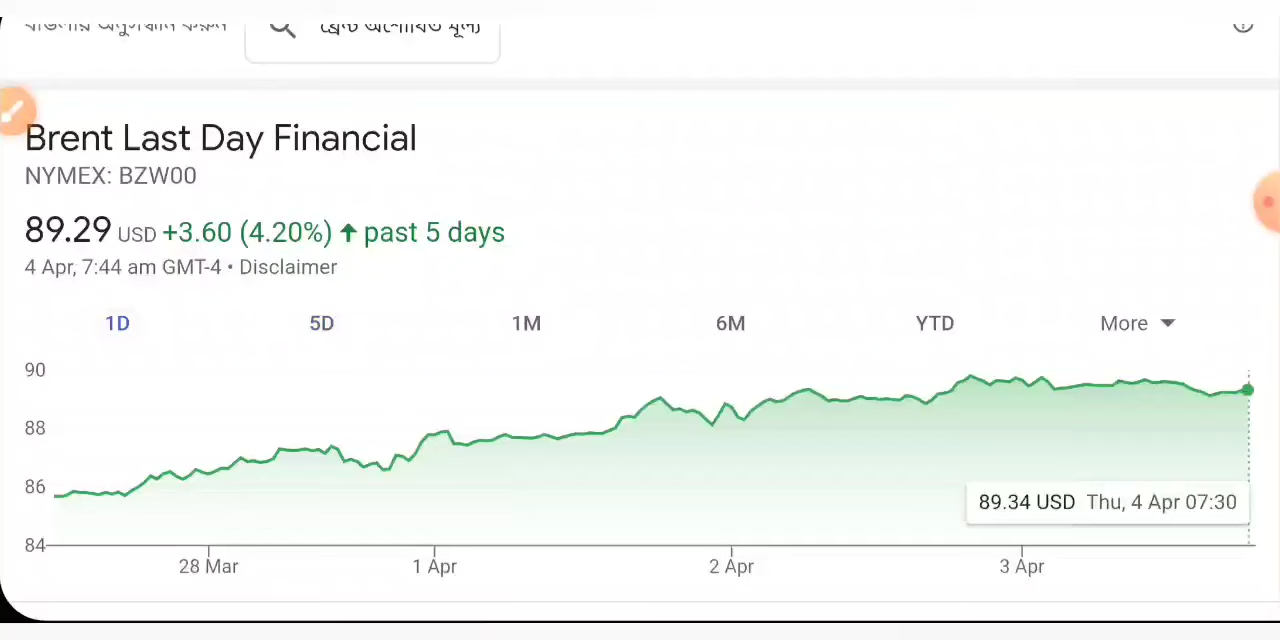 Brent Last Day Financial
NYMEX: BZW00
89.29 USD +3.60 (4.20%) ↑ past 5 days
4 Apr, 7:44 am GMT-4 • Disclaimer
1D 5D 1M 6M YTD More
90
88
86
84
89.34 USD Thu, 4 Apr 07:30
28 Mar 1 Apr 2 Apr 3 Apr